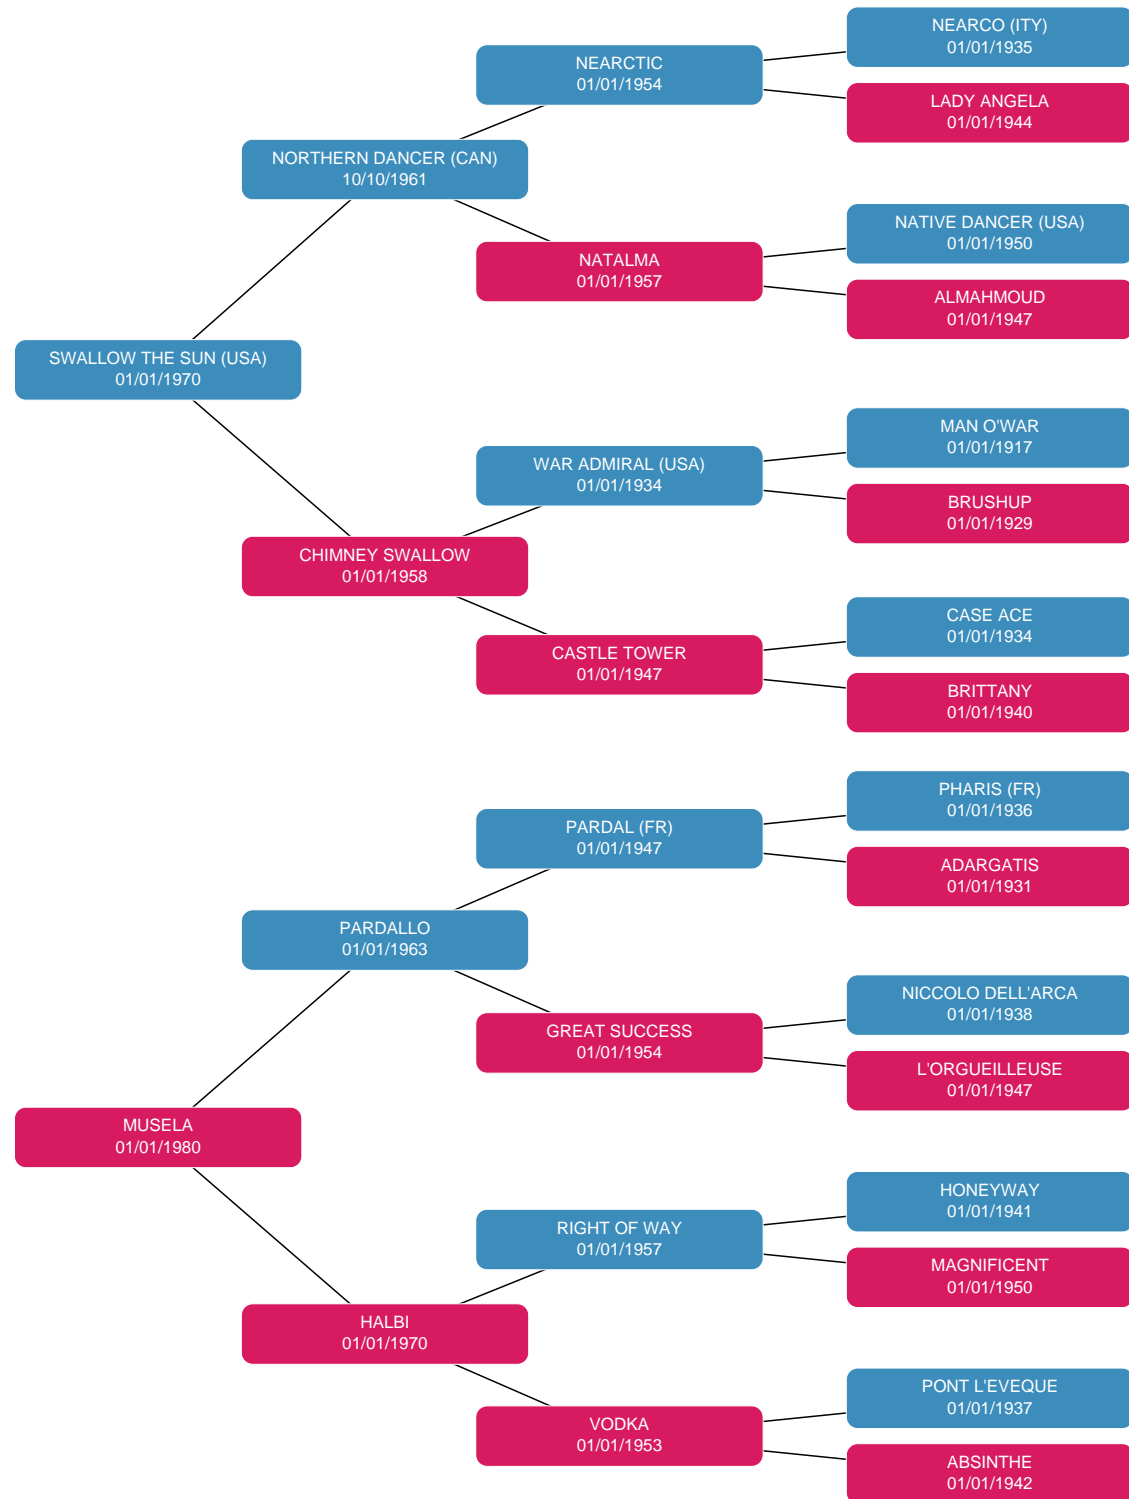 NEARCO (ITY)
01/01/1935
NEARCTIC
01/01/1954
LADY ANGELA
01/01/1944
NORTHERN DANCER (CAN)
10/10/1961
NATIVE DANCER (USA)
01/01/1950
NATALMA
01/01/1957
ALMAHMOUD
01/01/1947
SWALLOW THE SUN (USA)
01/01/1970
MAN O'WAR
01/01/1917
WAR ADMIRAL (USA)
01/01/1934
BRUSHUP
01/01/1929
CHIMNEY SWALLOW
01/01/1958
CASE ACE
01/01/1934
CASTLE TOWER
01/01/1947
BRITTANY
01/01/1940
PHARIS (FR)
01/01/1936
PARDAL (FR)
01/01/1947
ADARGATIS
01/01/1931
PARDALLO
01/01/1963
NICCOLO DELL'ARCA
01/01/1938
GREAT SUCCESS
01/01/1954
L'ORGUEILLEUSE
01/01/1947
MUSELA
01/01/1980
HONEYWAY
01/01/1941
RIGHT OF WAY
01/01/1957
MAGNIFICENT
01/01/1950
HALBI
01/01/1970
PONT L'EVEQUE
01/01/1937
VODKA
01/01/1953
ABSINTHE
01/01/1942